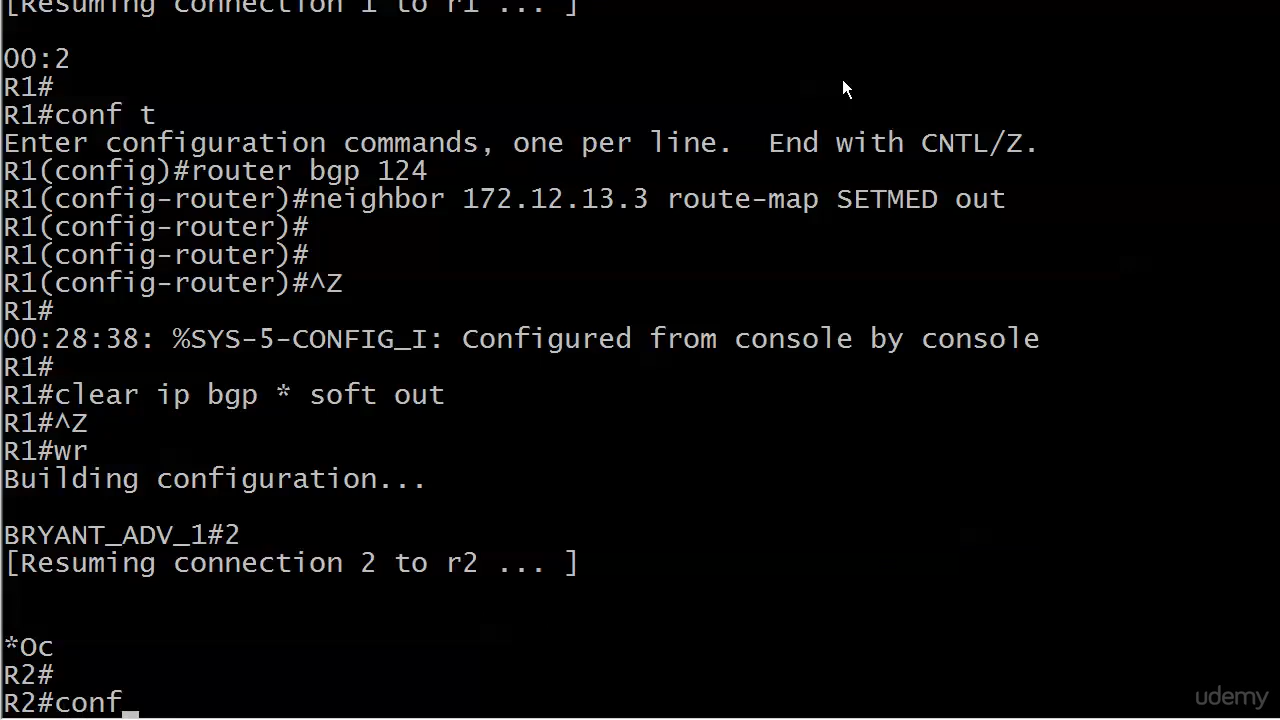 [Resuming connection 1 to r1 ... ]
00:2
R1#
R1#conf t
Enter configuration commands, one per line.  End with CNTL/Z.
R1(config)#router bgp 124
R1(config-router)#neighbor 172.12.13.3 route-map SETMED out
R1(config-router)#
R1(config-router)#
R1(config-router)#^Z
R1#
00:28:38: %SYS-5-CONFIG_I: Configured from console by console
R1#
R1#clear ip bgp * soft out
R1#^Z
R1#wr
Building configuration...
BRYANT_ADV_1#2
[Resuming connection 2 to r2 ... ]
*Oc
R2#
R2#conf
udemy